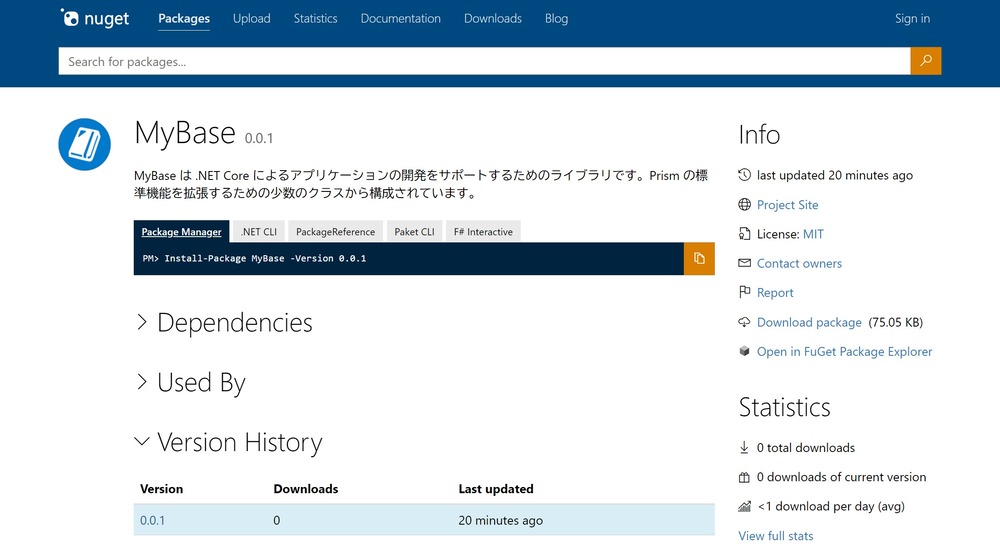 nuget
Packages Upload Statistics Documentation Downloads Blog Sign in
Search for packages...
MyBase 0.0.1
MyBase は .NET Core によるアプリケーションの開発をサポートするためのライブラリです。Prism の標
準機能を拡張するための少数のクラスから構成されています。
Package Manager .NET CLI PackageReference Paket CLI F# Interactive
PM> Install-Package MyBase -Version 0.0.1
Dependencies
Used By
Version History
Version Downloads Last updated
0.0.1 0 20 minutes ago
Info
last updated 20 minutes ago
Project Site
License: MIT
Contact owners
Report
Download package (75.05 KB)
Open in FuGet Package Explorer
Statistics
0 total downloads
0 downloads of current version
<1 download per day (avg)
View full stats